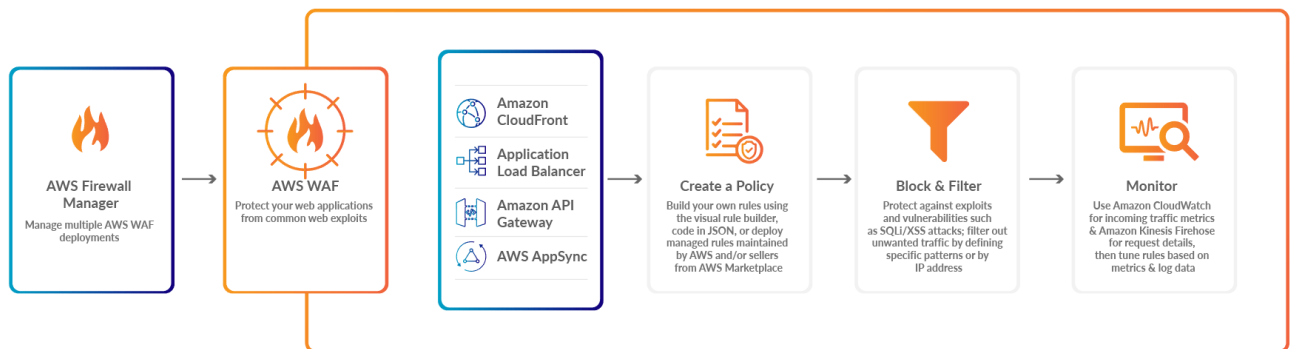 AWS Firewall
Manager
Manage multiple AWS WAF
deployments
AWS WAF
Protect your web applications
from common web exploits
Amazon
CloudFront
Application
Load Balancer
Amazon API
Gateway
AWS AppSync
Create a Policy
Build your own rules using
the visual rule builder,
code in JSON, or deploy
managed rules maintained
by AWS and/or sellers
from AWS Marketplace
Block & Filter
Protect against exploits
and vulnerabilities such
as SQLi/XSS attacks; filter out
unwanted traffic by defining
specific patterns or by
IP address
Monitor
Use Amazon CloudWatch
for incoming traffic metrics
& Amazon Kinesis Firehose
for request details,
then tune rules based on
metrics & log data